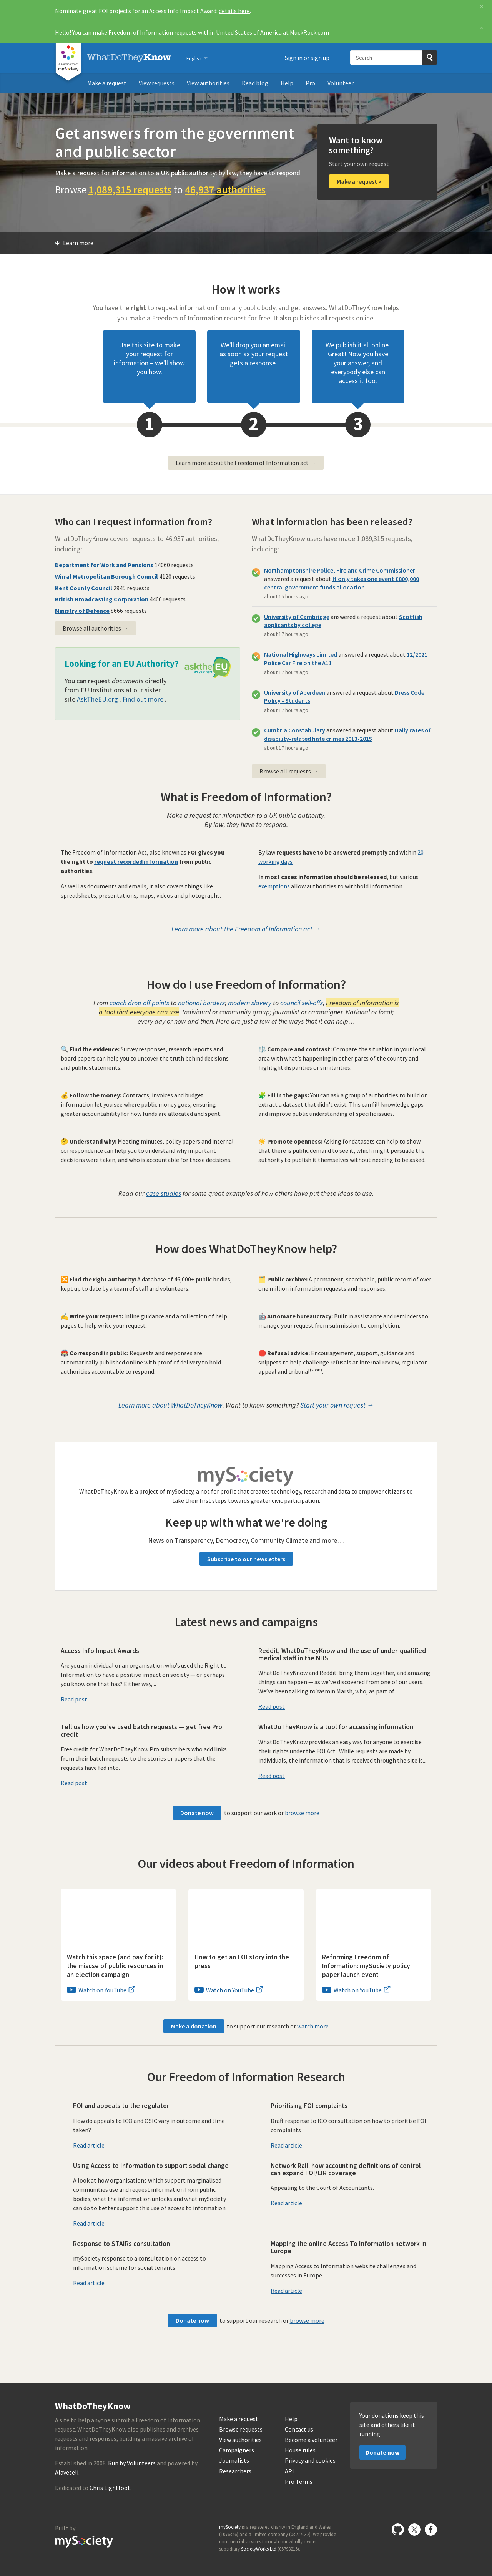 Nominate great FOI projects for an Access Info Impact Award: details here
×
Hello! You can make Freedom of Information requests within United States of America at MuckRock.com
×
WhatDoTheyKnow
English
Sign in or sign up
Search
Make a request
View requests
View authorities
Read blog
Help
Pro
Volunteer
Get answers from the government
and public sector
Make a request for information to a UK public authority: by law, they have to respond
Browse 1,089,315 requests to 46,937 authorities
Want to know
something?
Start your own request
Make a request »
Learn more
How it works
You have the right to request information from any public body, and get answers. WhatDoTheyKnow helps
you make a Freedom of Information request for free. It also publishes all requests online.
Use this site to make
your request for
information – we'll show
you how.
We'll drop you an email
as soon as your request
gets a response.
We publish it all online.
Great! Now you have
your answer, and
everybody else can
access it too.
1
2
3
Learn more about the Freedom of Information act →
Who can I request information from?
WhatDoTheyKnow covers requests to 46,937 authorities,
including:
Department for Work and Pensions 14060 requests
Wirral Metropolitan Borough Council 4120 requests
Kent County Council 2945 requests
British Broadcasting Corporation 4460 requests
Ministry of Defence 8666 requests
Browse all authorities →
Looking for an EU Authority?
asktheEU
You can request documents directly
from EU Institutions at our sister
site AskTheEU.org . Find out more .
What information has been released?
WhatDoTheyKnow users have made 1,089,315 requests,
including:
Northamptonshire Police, Fire and Crime Commissioner
answered a request about It only takes one event £800,000
central government funds allocation
about 15 hours ago
University of Cambridge answered a request about Scottish
applicants by college
about 17 hours ago
National Highways Limited answered a request about 12/2021
Police Car Fire on the A11
about 17 hours ago
University of Aberdeen answered a request about Dress Code
Policy - Students
about 17 hours ago
Cumbria Constabulary answered a request about Daily rates of
disability-related hate crimes 2013-2015
about 17 hours ago
Browse all requests →
What is Freedom of Information?
Make a request for information to a UK public authority.
By law, they have to respond.
The Freedom of Information Act, also known as FOI gives you
the right to request recorded information from public
authorities.
As well as documents and emails, it also covers things like
spreadsheets, presentations, maps, videos and photographs.
By law requests have to be answered promptly and within 20
working days.
In most cases information should be released, but various
exemptions allow authorities to withhold information.
Learn more about the Freedom of Information act →
How do I use Freedom of Information?
From coach drop off points to national borders; modern slavery to council sell-offs, Freedom of Information is
a tool that everyone can use. Individual or community group; journalist or campaigner. National or local;
every day or now and then. Here are just a few of the ways that it can help…
🔍 Find the evidence: Survey responses, research reports and
board papers can help you to uncover the truth behind decisions
and public statements.
⚖️ Compare and contrast: Compare the situation in your local
area with what's happening in other parts of the country and
highlight disparities or similarities.
💰 Follow the money: Contracts, invoices and budget
information let you see where public money goes, ensuring
greater accountability for how funds are allocated and spent.
🧩 Fill in the gaps: You can ask a group of authorities to build or
extract a dataset that didn't exist. This can fill knowledge gaps
and improve public understanding of specific issues.
🤔 Understand why: Meeting minutes, policy papers and internal
correspondence can help you to understand why important
decisions were taken, and who is accountable for those decisions.
☀️ Promote openness: Asking for datasets can help to show
that there is public demand to see it, which might persuade the
authority to publish it themselves without needing to be asked.
Read our case studies for some great examples of how others have put these ideas to use.
How does WhatDoTheyKnow help?
🔀 Find the right authority: A database of 46,000+ public bodies,
kept up to date by a team of staff and volunteers.
🗂️ Public archive: A permanent, searchable, public record of over
one million information requests and responses.
✍️ Write your request: Inline guidance and a collection of help
pages to help write your request.
🤖 Automate bureaucracy: Built in assistance and reminders to
manage your request from submission to completion.
📮 Correspond in public: Requests and responses are
automatically published online with proof of delivery to hold
authorities accountable to respond.
🛑 Refusal advice: Encouragement, support, guidance and
snippets to help challenge refusals at internal review, regulator
appeal and tribunal(soon).
Learn more about WhatDoTheyKnow. Want to know something? Start your own request →
mySociety
WhatDoTheyKnow is a project of mySociety, a not for profit that creates technology, research and data to empower citizens to
take their first steps towards greater civic participation.
Keep up with what we're doing
News on Transparency, Democracy, Community Climate and more…
Subscribe to our newsletters
Latest news and campaigns
Access Info Impact Awards
Are you an individual or an organisation who's used the Right to
Information to have a positive impact on society — or perhaps
you know one that has? Either way,...
Read post
Reddit, WhatDoTheyKnow and the use of under-qualified
medical staff in the NHS
WhatDoTheyKnow and Reddit: bring them together, and amazing
things can happen — as we've discovered from one of our users.
We've been talking to Yasmin Marsh, who, as part of...
Read post
Tell us how you've used batch requests — get free Pro
credit
Free credit for WhatDoTheyKnow Pro subscribers who add links
from their batch requests to the stories or papers that the
requests have fed into.
Read post
WhatDoTheyKnow is a tool for accessing information
WhatDoTheyKnow provides an easy way for anyone to exercise
their rights under the FOI Act. While requests are made by
individuals, the information that is received through the site is...
Read post
Donate now to support our work or browse more
Our videos about Freedom of Information
Watch this space (and pay for it):
the misuse of public resources in
an election campaign
Watch on YouTube
How to get an FOI story into the
press
Watch on YouTube
Reforming Freedom of
Information: mySociety policy
paper launch event
Watch on YouTube
Make a donation to support our research or watch more
Our Freedom of Information Research
FOI and appeals to the regulator
How do appeals to ICO and OSIC vary in outcome and time
taken?
Read article
Prioritising FOI complaints
Draft response to ICO consultation on how to prioritise FOI
complaints
Read article
Using Access to Information to support social change
A look at how organisations which support marginalised
communities use and request information from public
bodies, what the information unlocks and what mySociety
can do to better support this use of access to information.
Read article
Network Rail: how accounting definitions of control
can expand FOI/EIR coverage
Appealing to the Court of Accountants.
Read article
Response to STAIRs consultation
mySociety response to a consultation on access to
information scheme for social tenants
Read article
Mapping the online Access To Information network in
Europe
Mapping Access to Information website challenges and
successes in Europe
Read article
Donate now to support our research or browse more
WhatDoTheyKnow
A site to help anyone submit a Freedom of Information
request. WhatDoTheyKnow also publishes and archives
requests and responses, building a massive archive of
information.
Established in 2008. Run by Volunteers and powered by
Alaveteli.
Dedicated to Chris Lightfoot.
Make a request
Browse requests
View authorities
Campaigners
Journalists
Researchers
Help
Contact us
Become a volunteer
House rules
Privacy and cookies
API
Pro Terms
Your donations keep this
site and others like it
running
Donate now
Built by
mySociety
mySociety is a registered charity in England and Wales
(1076346) and a limited company (03277032). We provide
commercial services through our wholly owned
subsidiary SocietyWorks Ltd (05798215).